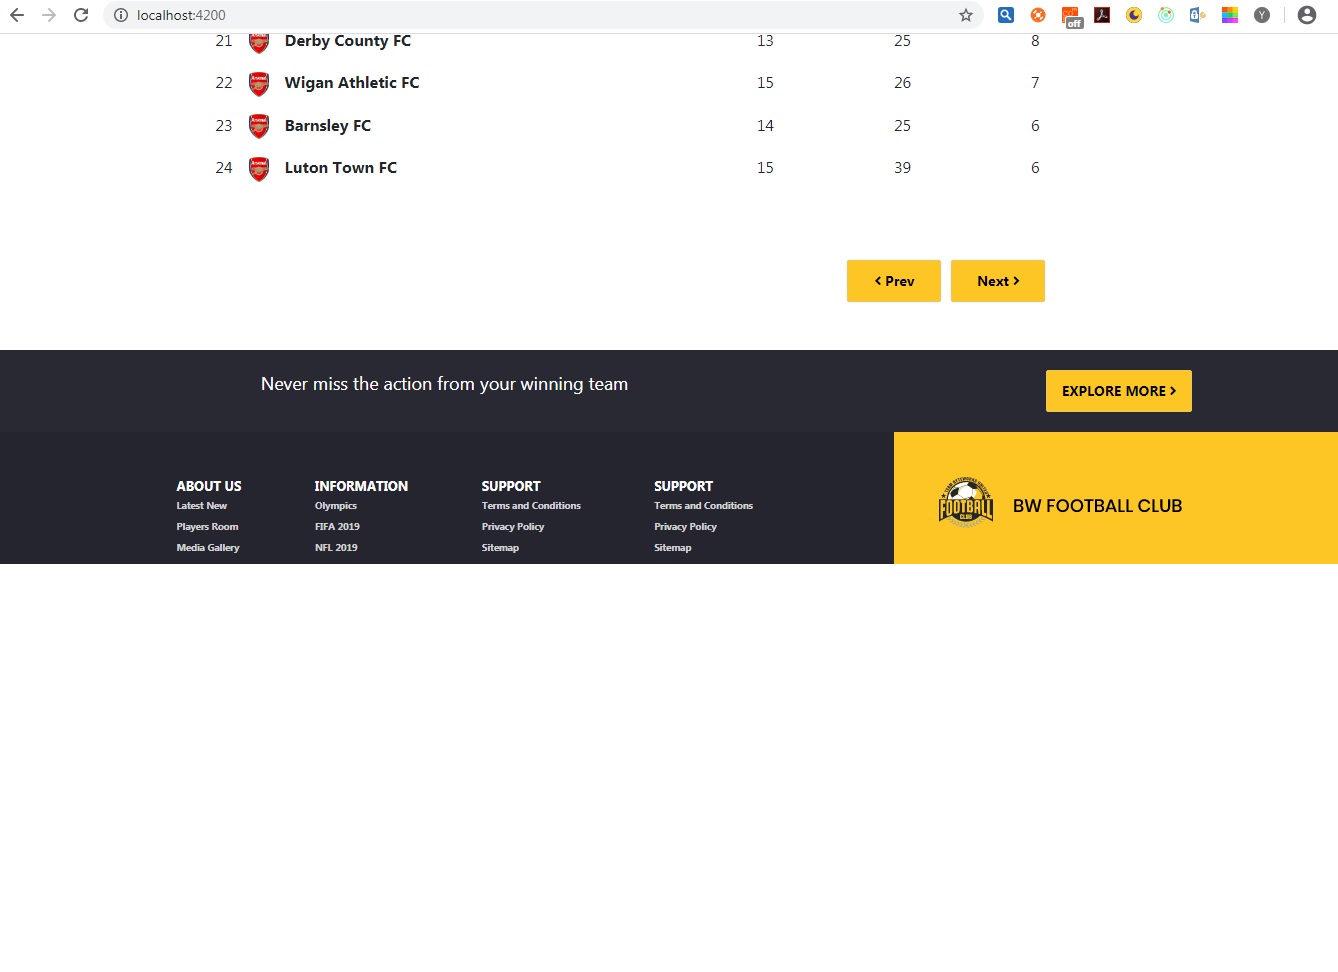 localhost:4200
off
Y
21 Derby County FC 13 25 8
22 Wigan Athletic FC 15 26 7
23 Barnsley FC 14 25 6
24 Luton Town FC 15 39 6
Prev Next
Never miss the action from your winning team
EXPLORE MORE
ABOUT US INFORMATION SUPPORT SUPPORT
Latest New Olympics Terms and Conditions Terms and Conditions
Players Room FIFA 2019 Privacy Policy Privacy Policy
Media Gallery NFL 2019 Sitemap Sitemap
FOOTBALL
CLUB
BW FOOTBALL CLUB